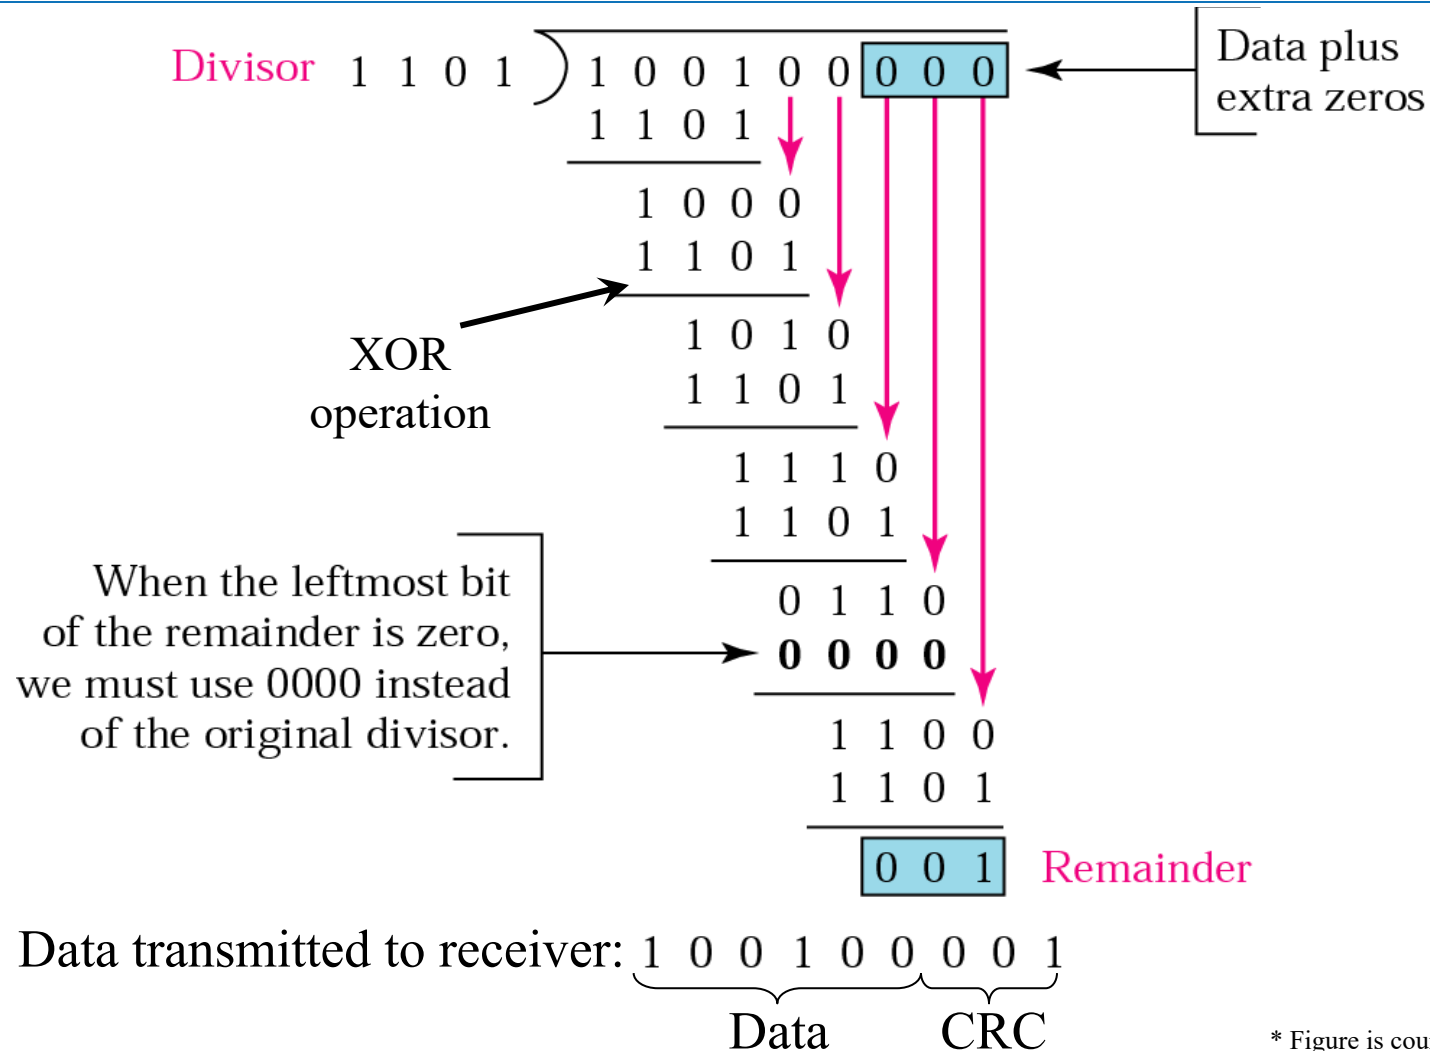 Divisor 1 1 0 1 1 0 0 1 0 0 0 0 0
Data plus
extra zeros
1 1 0 1
1 0 0 0
1 1 0 1
XOR
operation
1 0 1 0
1 1 0 1
1 1 1 0
1 1 0 1
When the leftmost bit
of the remainder is zero,
we must use 0000 instead
of the original divisor.
0 1 1 0
0 0 0 0
1 1 0 0
1 1 0 1
0 0 1 Remainder
Data transmitted to receiver: 1 0 0 1 0 0 0 0 1
Data CRC
* Figure is